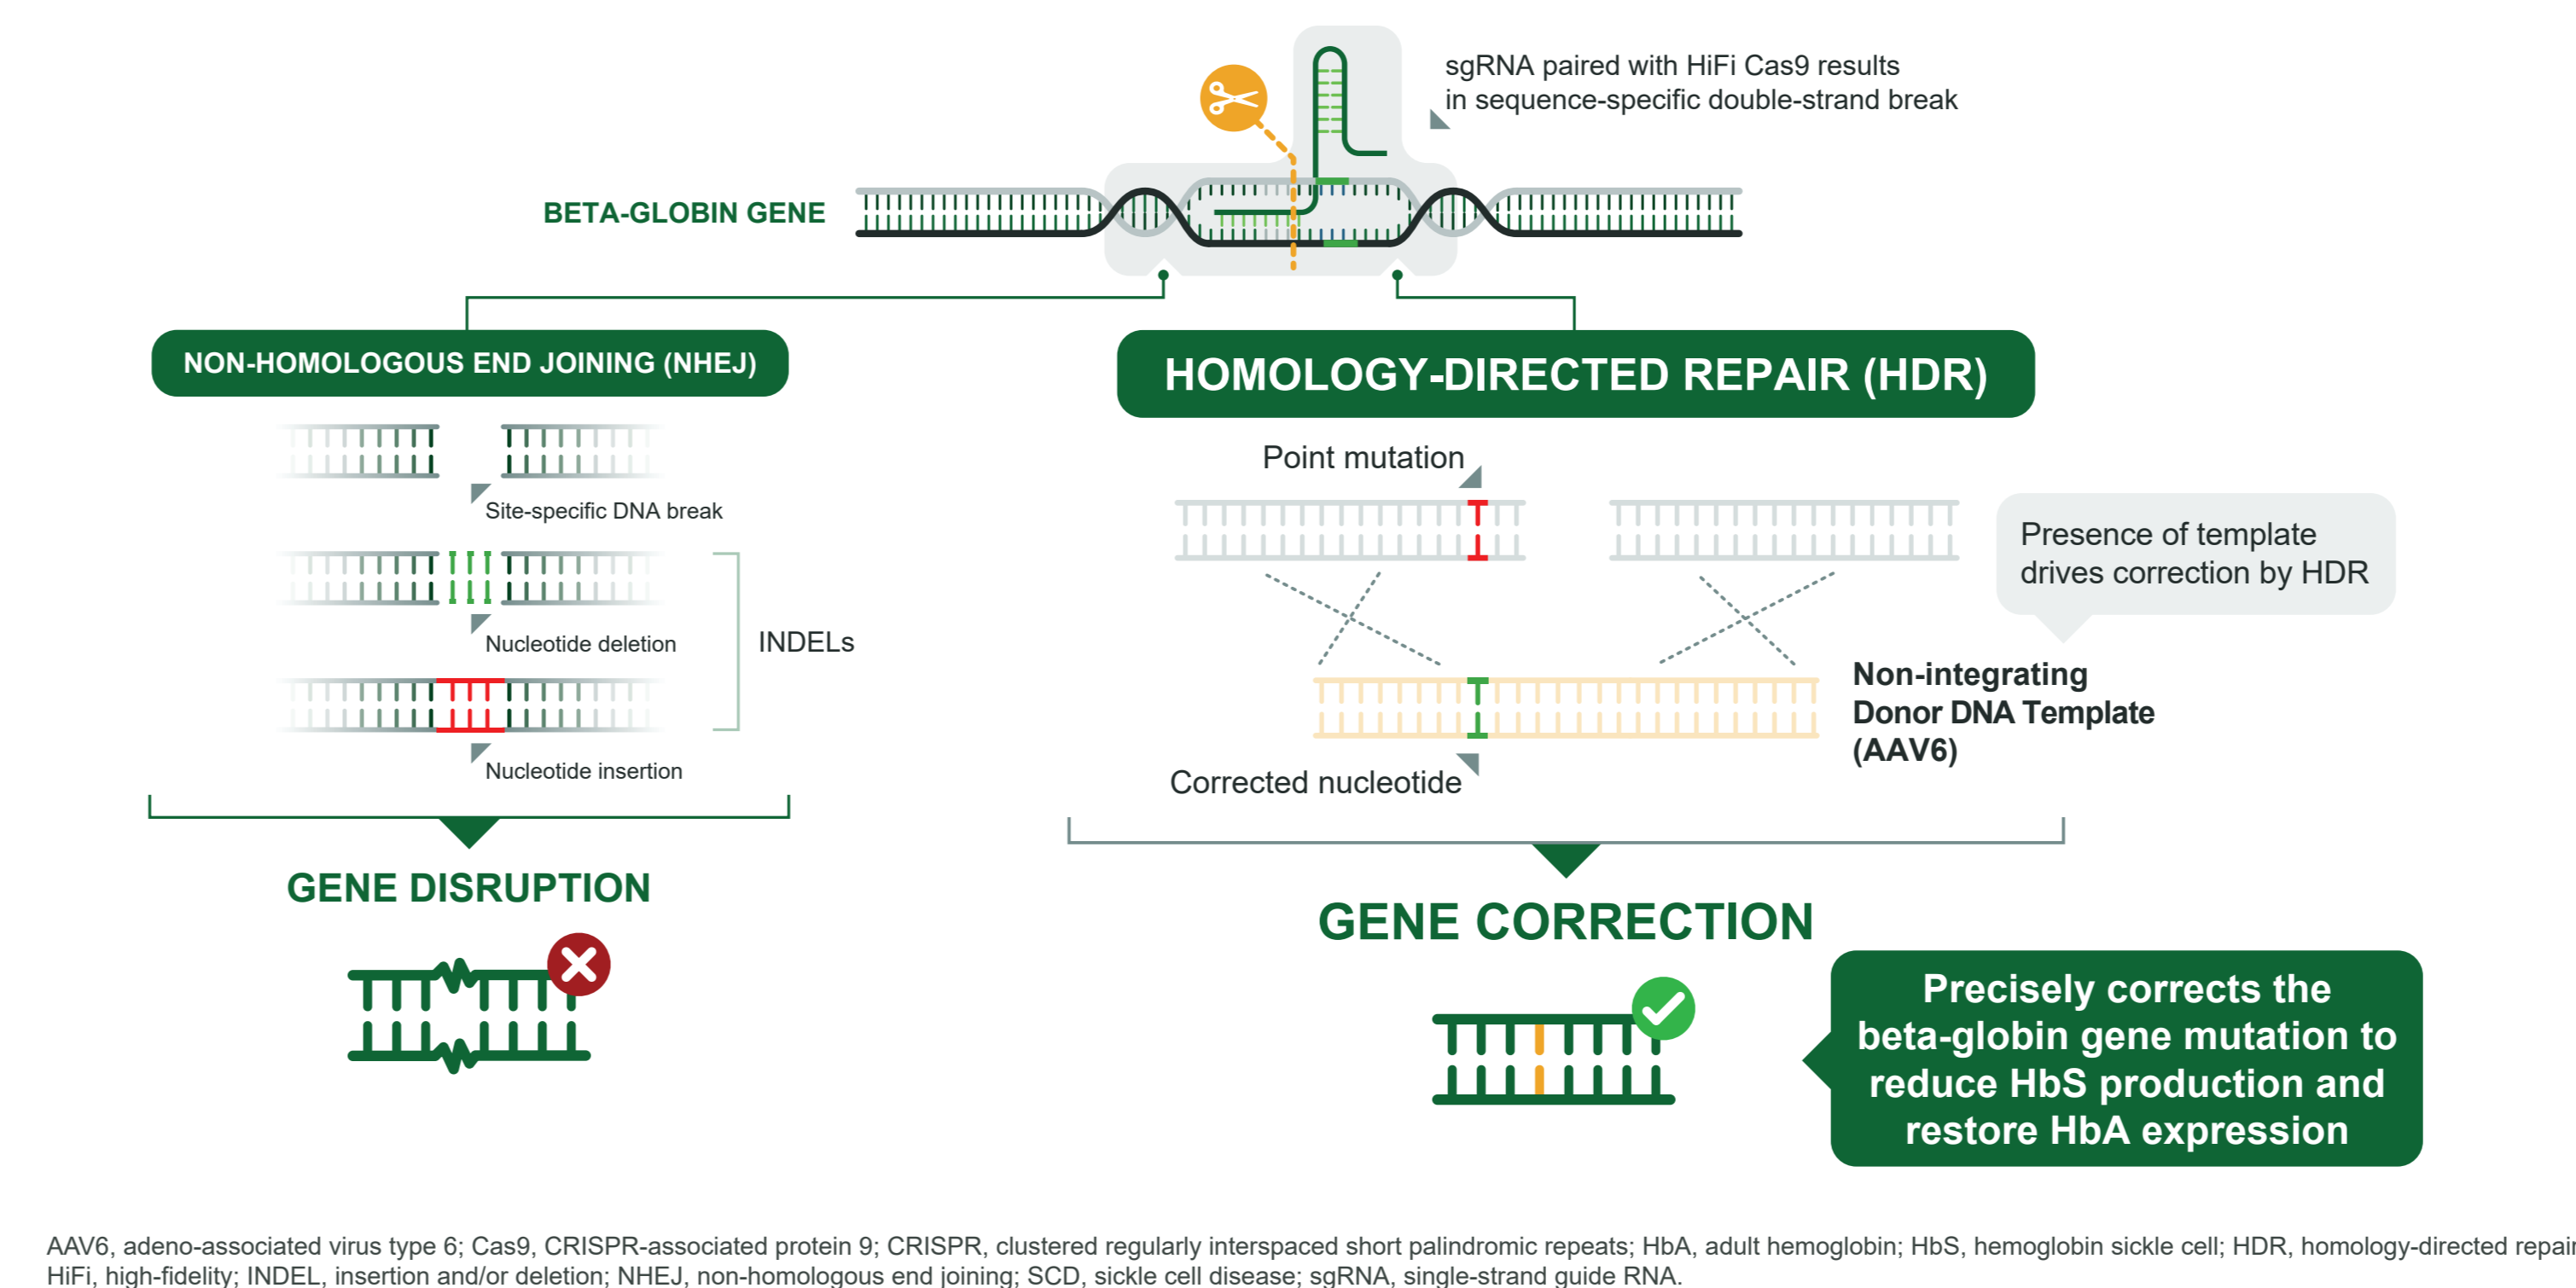 sgRNA paired with HiFi Cas9 results
in sequence-specific double-strand break
BETA-GLOBIN GENE
NON-HOMOLOGOUS END JOINING (NHEJ)
Site-specific DNA break
Nucleotide deletion
INDELs
Nucleotide insertion
GENE DISRUPTION
HOMOLOGY-DIRECTED REPAIR (HDR)
Point mutation
Presence of template
drives correction by HDR
Non-integrating
Donor DNA Template
(AAV6)
Corrected nucleotide
GENE CORRECTION
Precisely corrects the
beta-globin gene mutation to
reduce HbS production and
restore HbA expression
AAV6, adeno-associated virus type 6; Cas9, CRISPR-associated protein 9; CRISPR, clustered regularly interspaced short palindromic repeats; HbA, adult hemoglobin; HbS, hemoglobin sickle cell; HDR, homology-directed repair
HiFi, high-fidelity; INDEL, insertion and/or deletion; NHEJ, non-homologous end joining; SCD, sickle cell disease; sgRNA, single-strand guide RNA.